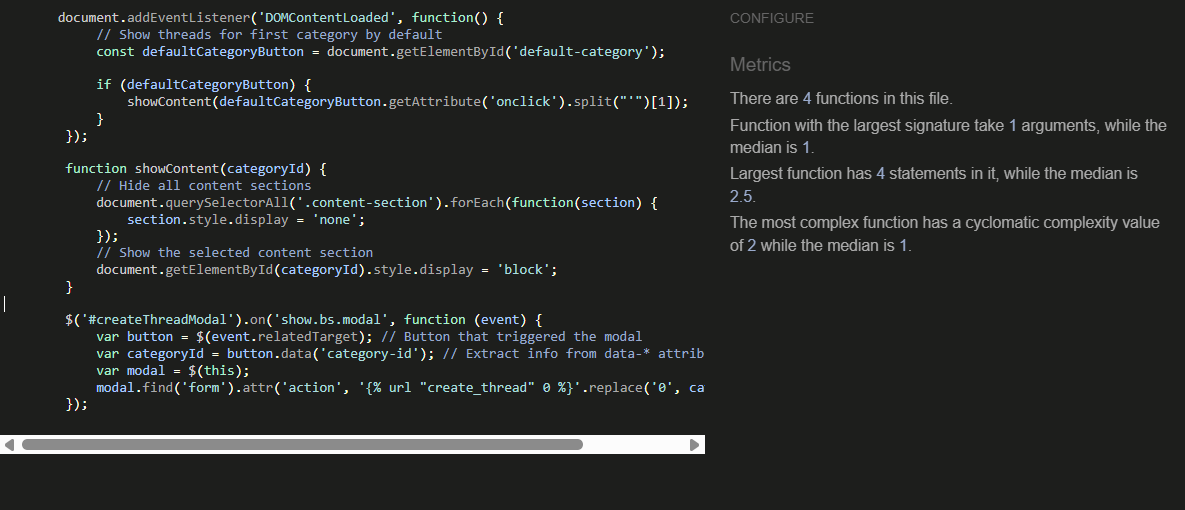 document.addEventListener('DOMContentLoaded', function() {
// Show threads for first category by default
const defaultCategoryButton = document.getElementById('default-category');
if (defaultCategoryButton) {
showContent(defaultCategoryButton.getAttribute('onclick').split("'")[1]);
}
});
function showContent(categoryId) {
// Hide all content sections
document.querySelectorAll('.content-section').forEach(function(section) {
section.style.display = 'none';
});
// Show the selected content section
document.getElementById(categoryId).style.display = 'block';
}
$('#createThreadModal').on('show.bs.modal', function (event) {
var button = $(event.relatedTarget); // Button that triggered the modal
var categoryId = button.data('category-id'); // Extract info from data-* attrib
var modal = $(this);
modal.find('form').attr('action', '{% url "create_thread" 0 %}'.replace('0', ca
});
CONFIGURE
Metrics
There are 4 functions in this file.
Function with the largest signature take 1 arguments, while the
median is 1.
Largest function has 4 statements in it, while the median is
2.5.
The most complex function has a cyclomatic complexity value
of 2 while the median is 1.